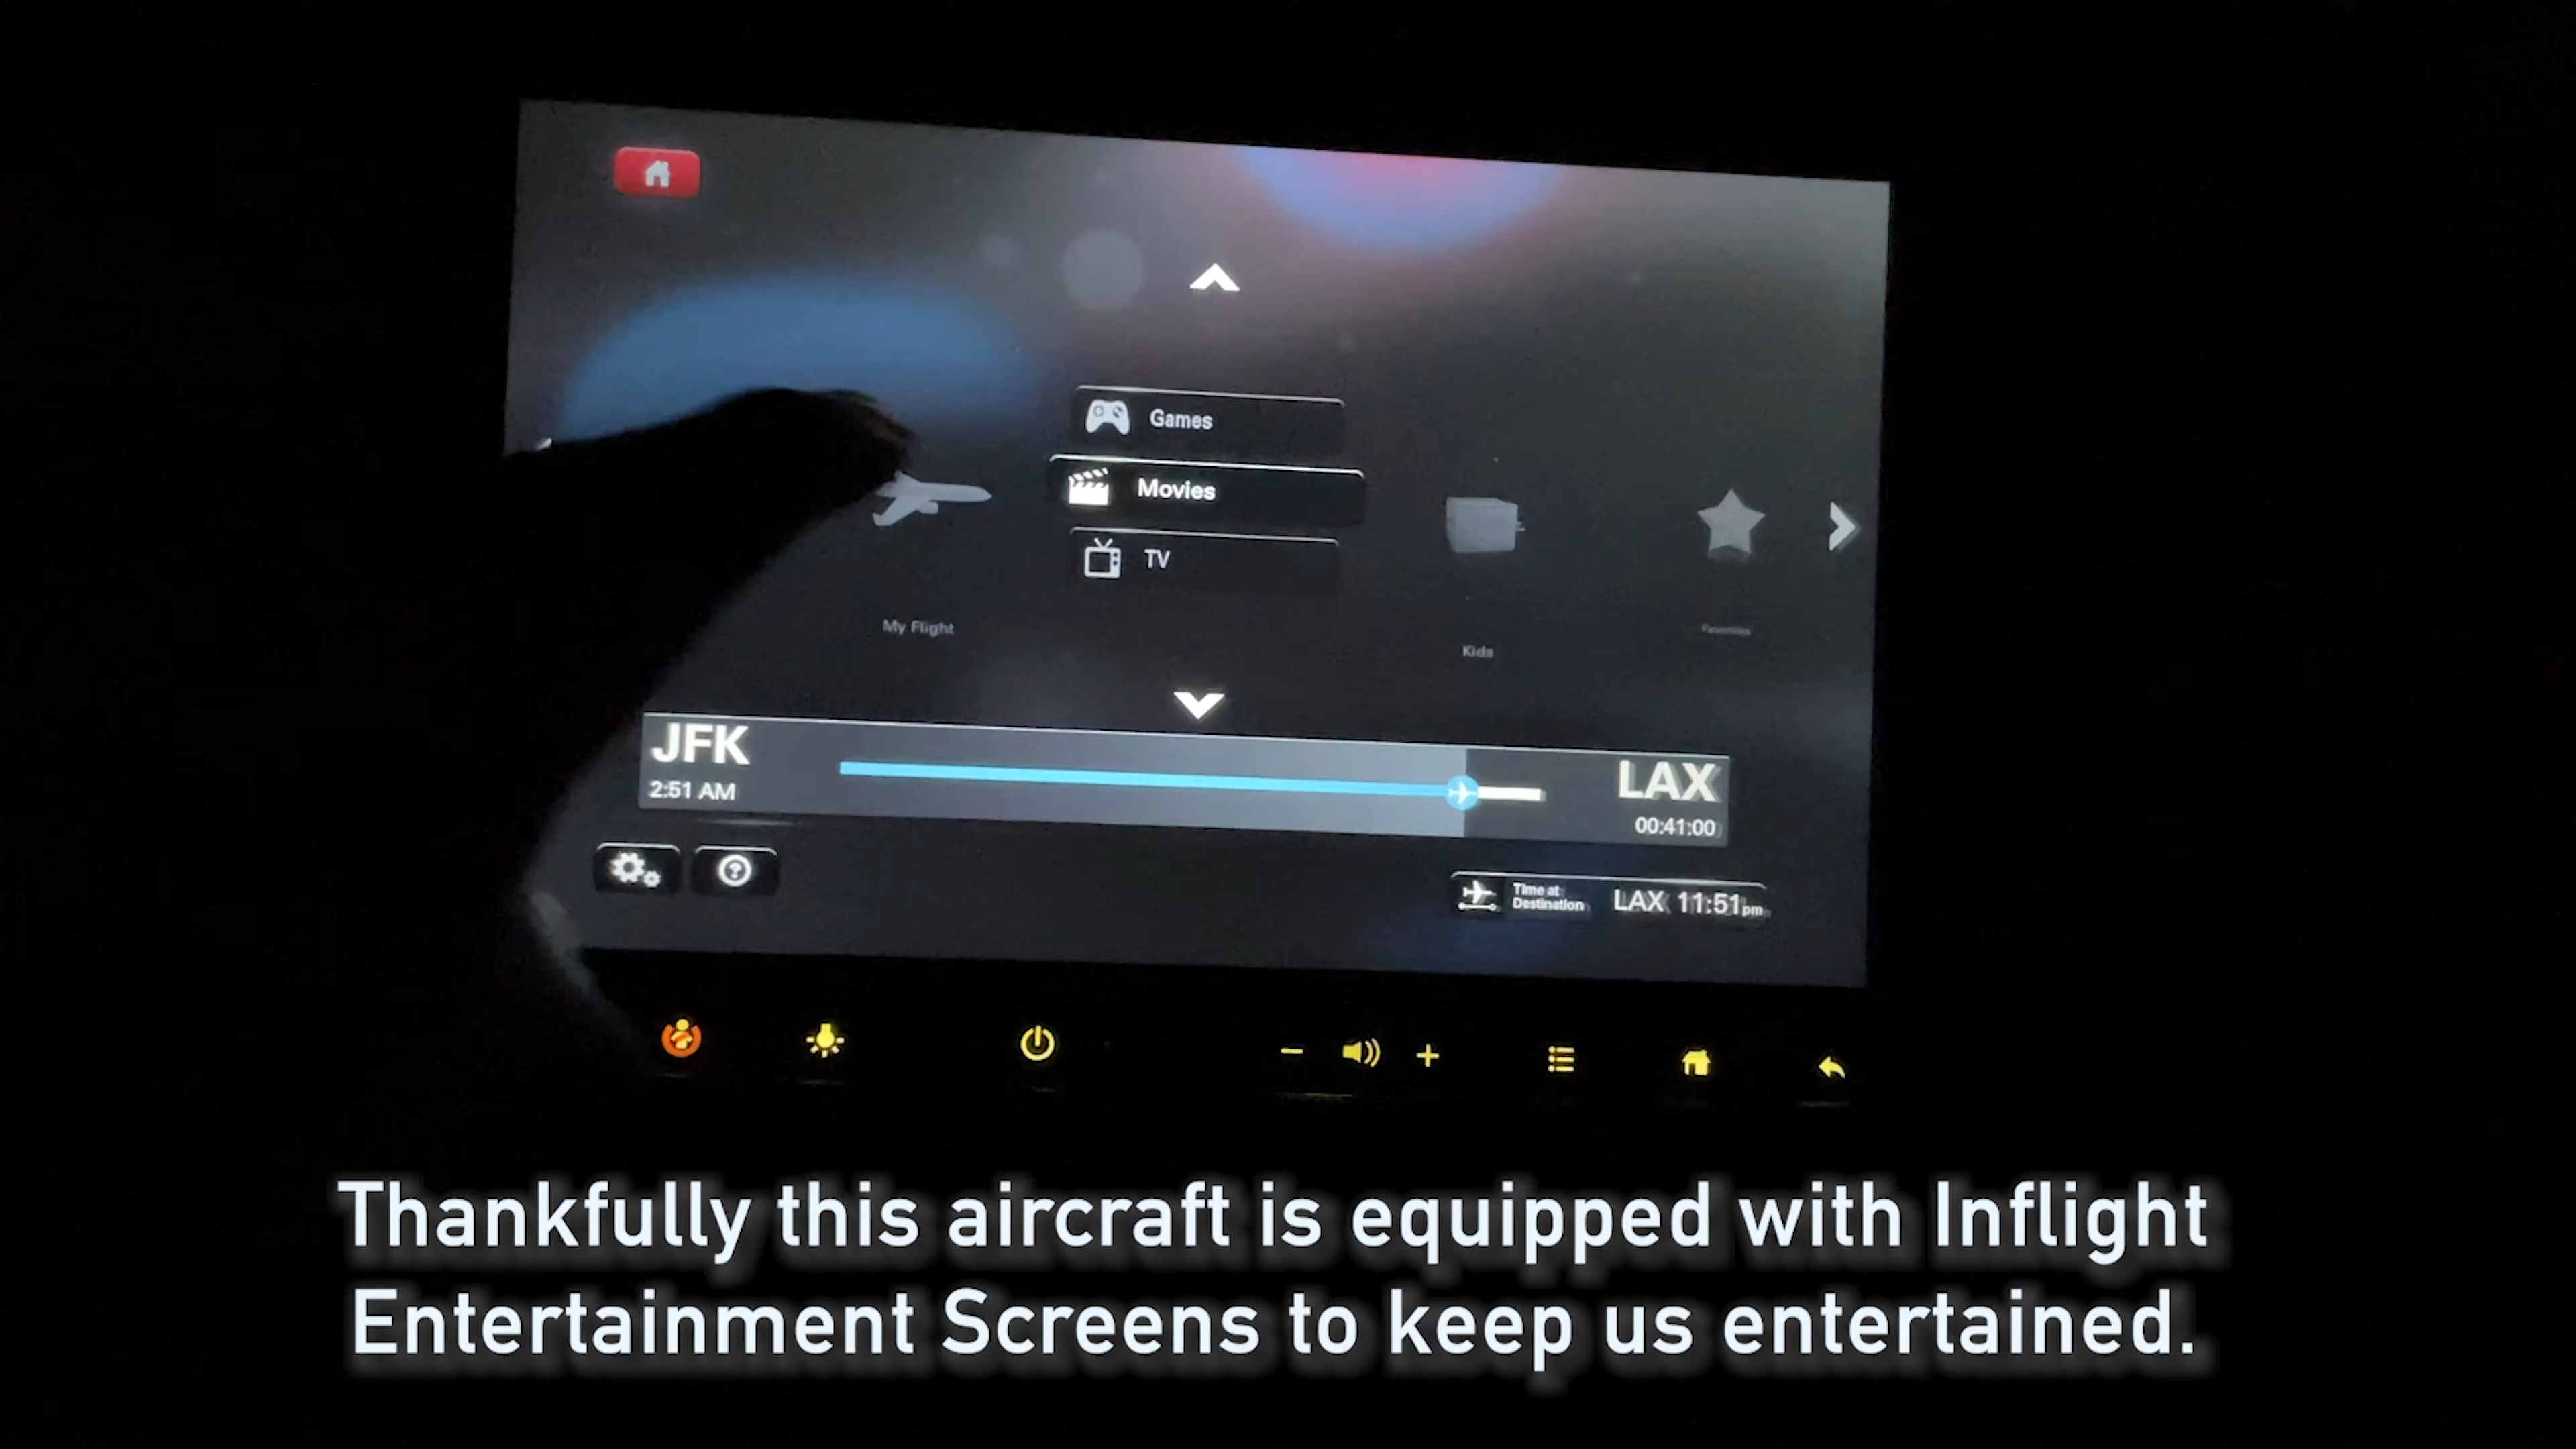 Games
Movies
TV
My Flight
Kids
Favorites
JFK
2:51 AM
LAX
00:41:00
Time at
Destination
LAX 11:51pm
Thankfully this aircraft is equipped with Inflight
Entertainment Screens to keep us entertained.